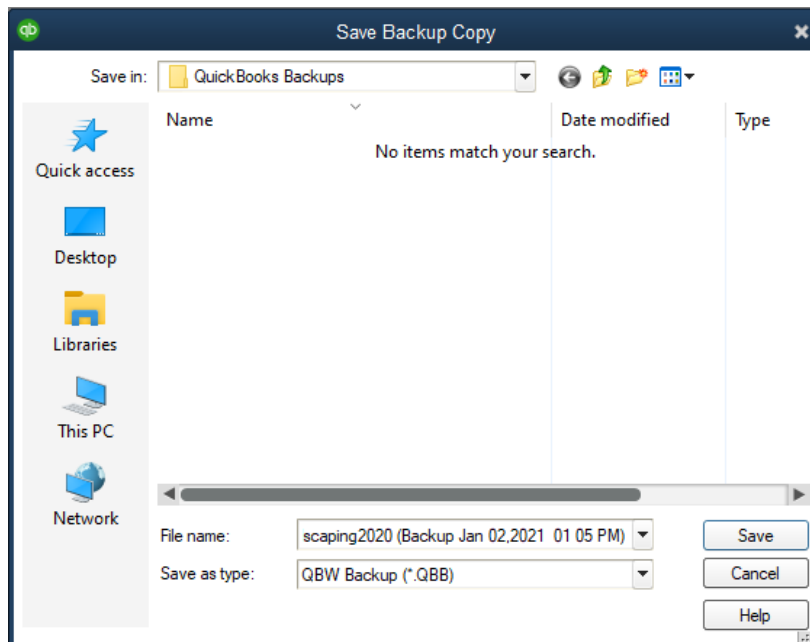 qb
Save Backup Copy
Save in: QuickBooks Backups
Name Date modified Type
No items match your search.
Quick access
Desktop
Libraries
This PC
Network
File name: scaping2020 (Backup Jan 02,2021 01 05 PM) Save
Save as type: QBW Backup (*.QBB) Cancel
Help